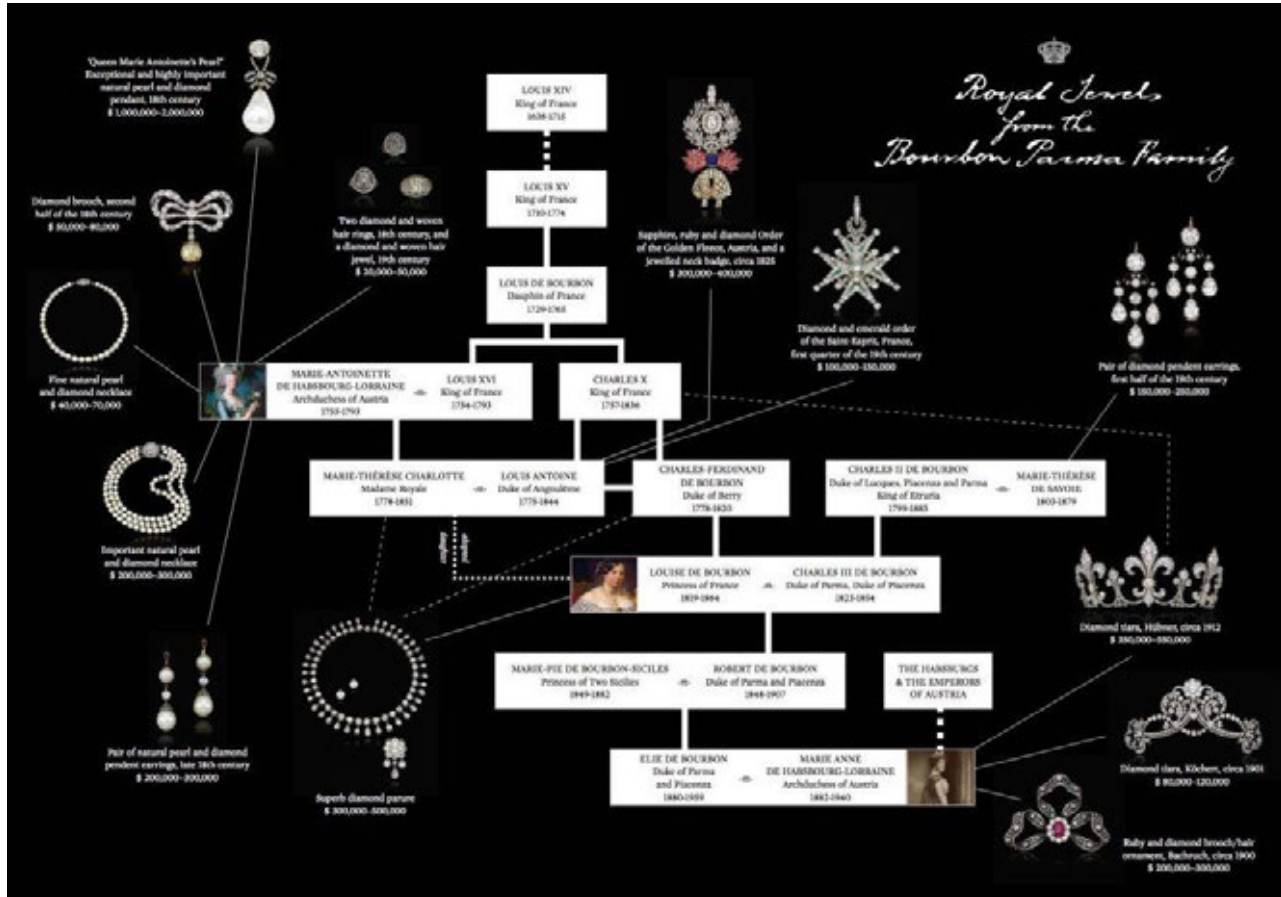 Royal Jewels
from the
Bourbon Parma Family
"Queen Marie Antoinette's Pearl"
Exceptional and highly important
natural pearl and diamond
pendant, 18th century
$ 1,000,000–2,000,000
Diamond brooch, second
half of the 18th century
$ 50,000–80,000
Two diamond and woven
hair rings, 18th century, and
a diamond and woven hair
jewel, 19th century
$ 20,000–50,000
LOUIS XIV
King of France
1638-1715
LOUIS XV
King of France
1710-1774
LOUIS DE BOURBON
Dauphin of France
1729-1765
Sapphire, ruby and diamond Order
of the Golden Fleece, Austria, and a
jewelled neck badge, circa 1825
$ 300,000–400,000
Diamond and emerald order
of the Saint-Esprit, France,
first quarter of the 19th century
$ 100,000–150,000
Pair of diamond pendent earrings,
first half of the 19th century
$ 150,000–250,000
Fine natural pearl
and diamond necklace
$ 40,000–70,000
MARIE-ANTOINETTE
DE HABSBOURG-LORRAINE
Archduchess of Austria
1755-1793
LOUIS XVI
King of France
1754-1793
CHARLES X
King of France
1757-1836
MARIE-THÉRÈSE CHARLOTTE
Madame Royale
1778-1851
LOUIS ANTOINE
Duke of Angoulême
1775-1844
CHARLES-FERDINAND
DE BOURBON
Duke of Berry
1778-1820
CHARLES II DE BOURBON
Duke of Lucques, Piacenza and Parma
King of Etruria
1799-1883
MARIE-THÉRÈSE
DE SAVOIE
1803-1879
Important natural pearl
and diamond necklace
$ 200,000–300,000
adopted
daughter
LOUISE DE BOURBON
Princess of France
1819-1864
CHARLES III DE BOURBON
Duke of Parma, Duke of Piacenza
1823-1854
Diamond tiara, Hübner, circa 1912
$ 350,000–550,000
MARIE-PIE DE BOURBON-SICILES
Princess of Two Sicilies
1849-1882
ROBERT DE BOURBON
Duke of Parma and Piacenza
1848-1907
THE HABSBURGS
& THE EMPERORS
OF AUSTRIA
Pair of natural pearl and diamond
pendent earrings, late 18th century
$ 200,000–300,000
Superb diamond parure
$ 300,000–500,000
ELIE DE BOURBON
Duke of Parma
and Piacenza
1880-1959
MARIE ANNE
DE HABSBOURG-LORRAINE
Archduchess of Austria
1882-1940
Diamond tiara, Köchert, circa 1901
$ 80,000–120,000
Ruby and diamond brooch/hair
ornament, Bachruch, circa 1900
$ 200,000–300,000